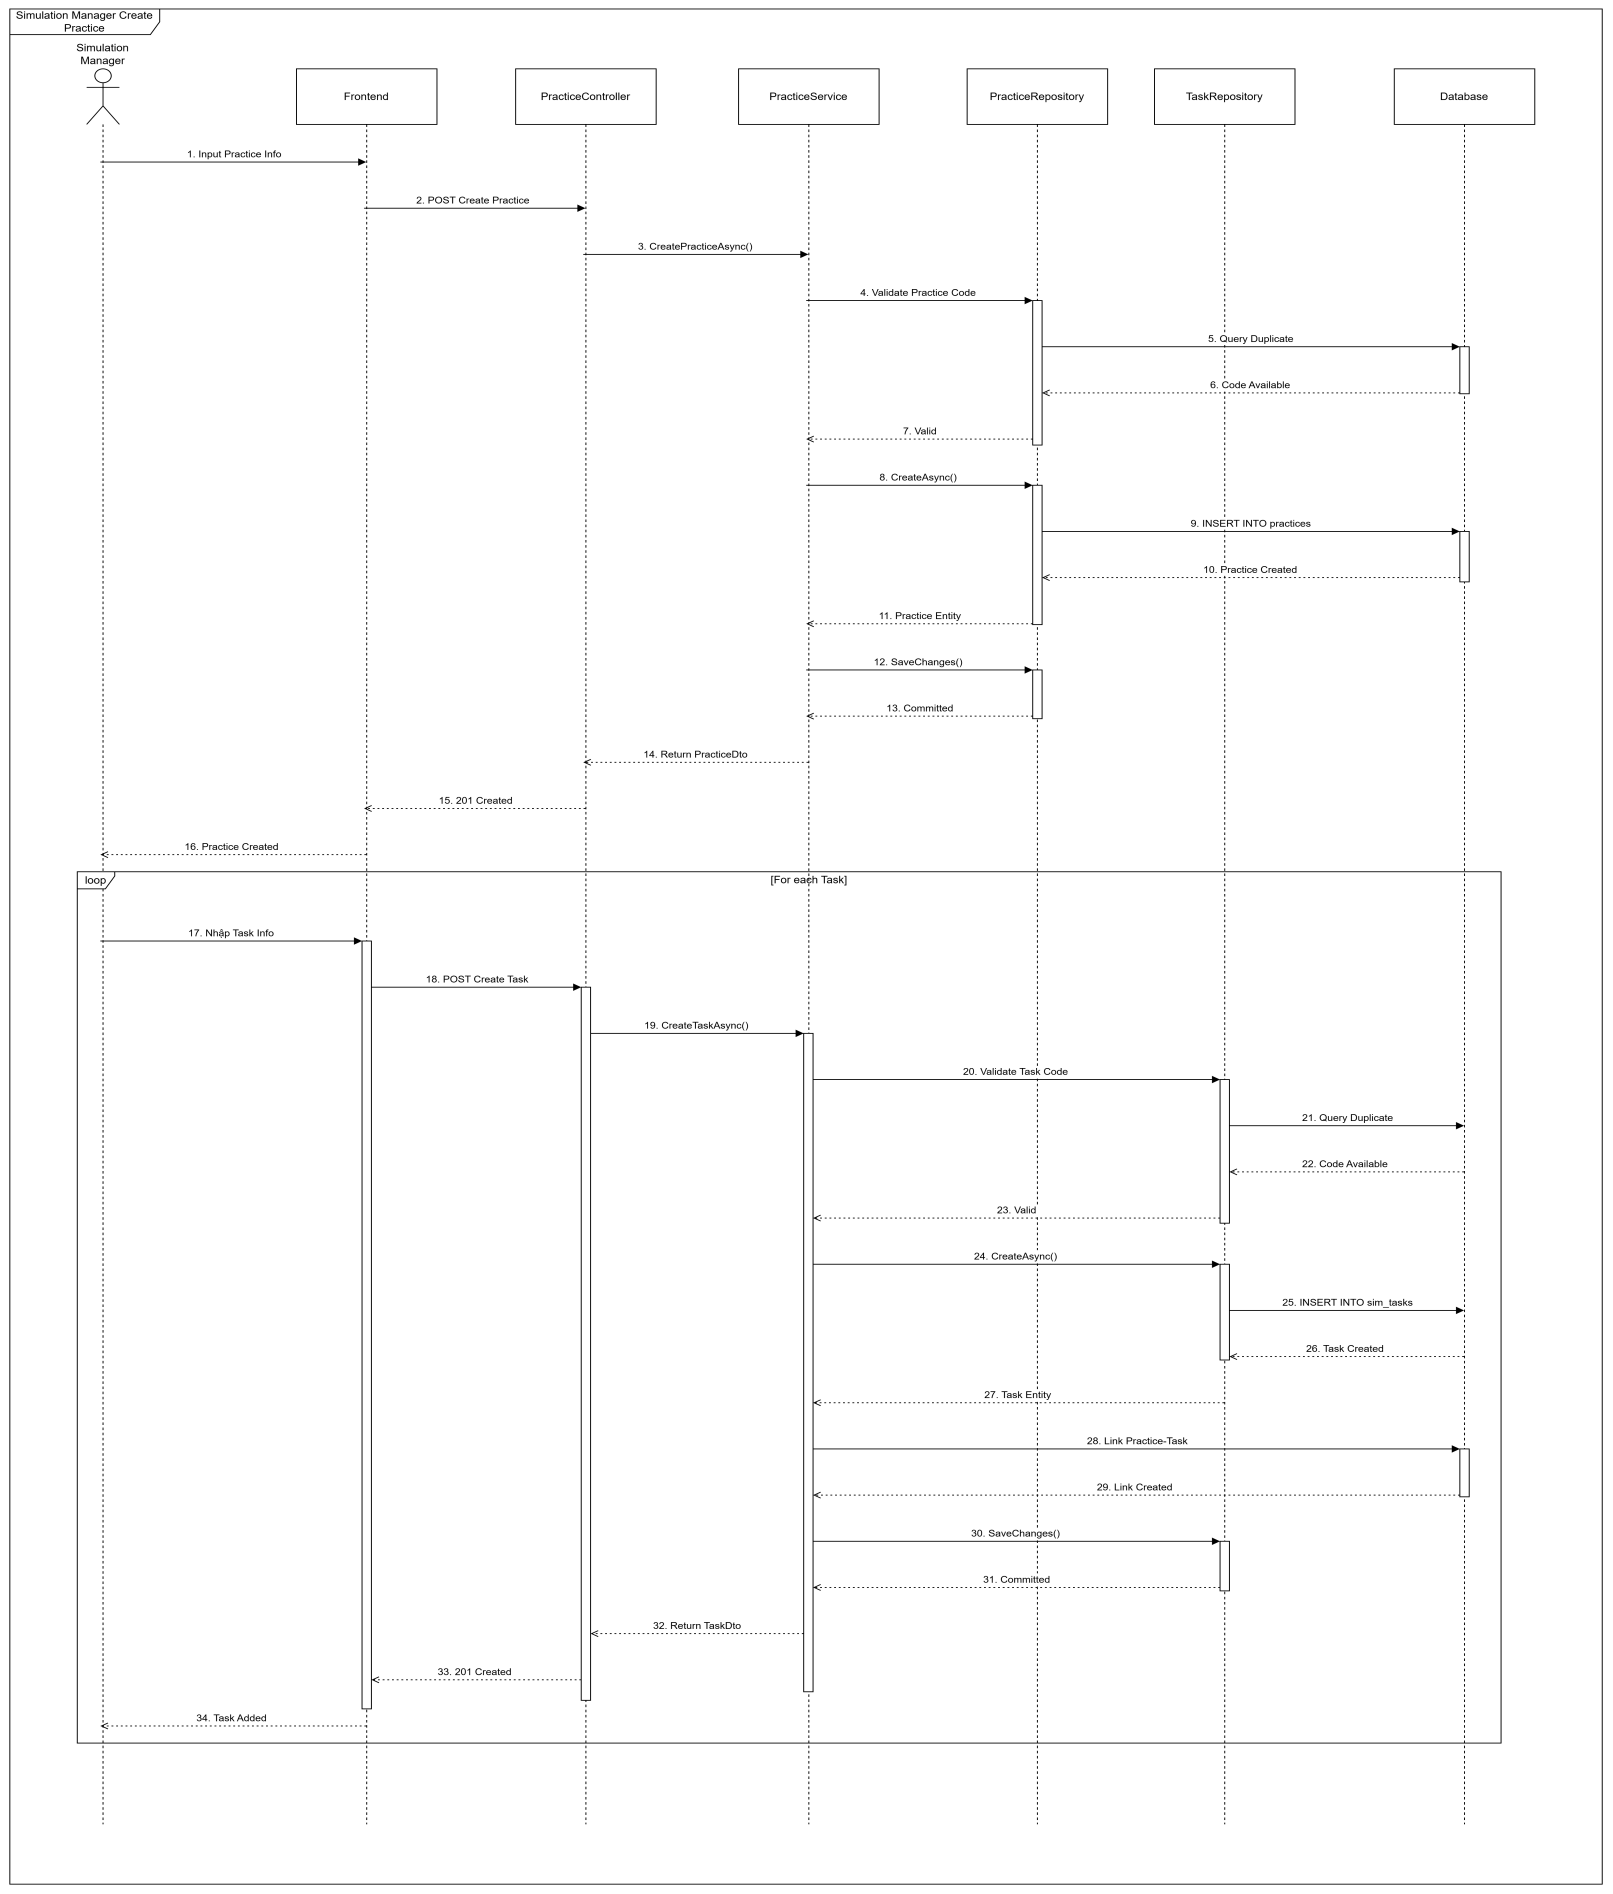 Simulation Manager Create
Practice
Simulation
Manager
Frontend
PracticeController
PracticeService
PracticeRepository
TaskRepository
Database
1. Input Practice Info
2. POST Create Practice
3. CreatePracticeAsync()
4. Validate Practice Code
5. Query Duplicate
6. Code Available
7. Valid
8. CreateAsync()
9. INSERT INTO practices
10. Practice Created
11. Practice Entity
12. SaveChanges()
13. Committed
14. Return PracticeDto
15. 201 Created
16. Practice Created
loop
[For each Task]
17. Nhập Task Info
18. POST Create Task
19. CreateTaskAsync()
20. Validate Task Code
21. Query Duplicate
22. Code Available
23. Valid
24. CreateAsync()
25. INSERT INTO sim_tasks
26. Task Created
27. Task Entity
28. Link Practice-Task
29. Link Created
30. SaveChanges()
31. Committed
32. Return TaskDto
33. 201 Created
34. Task Added